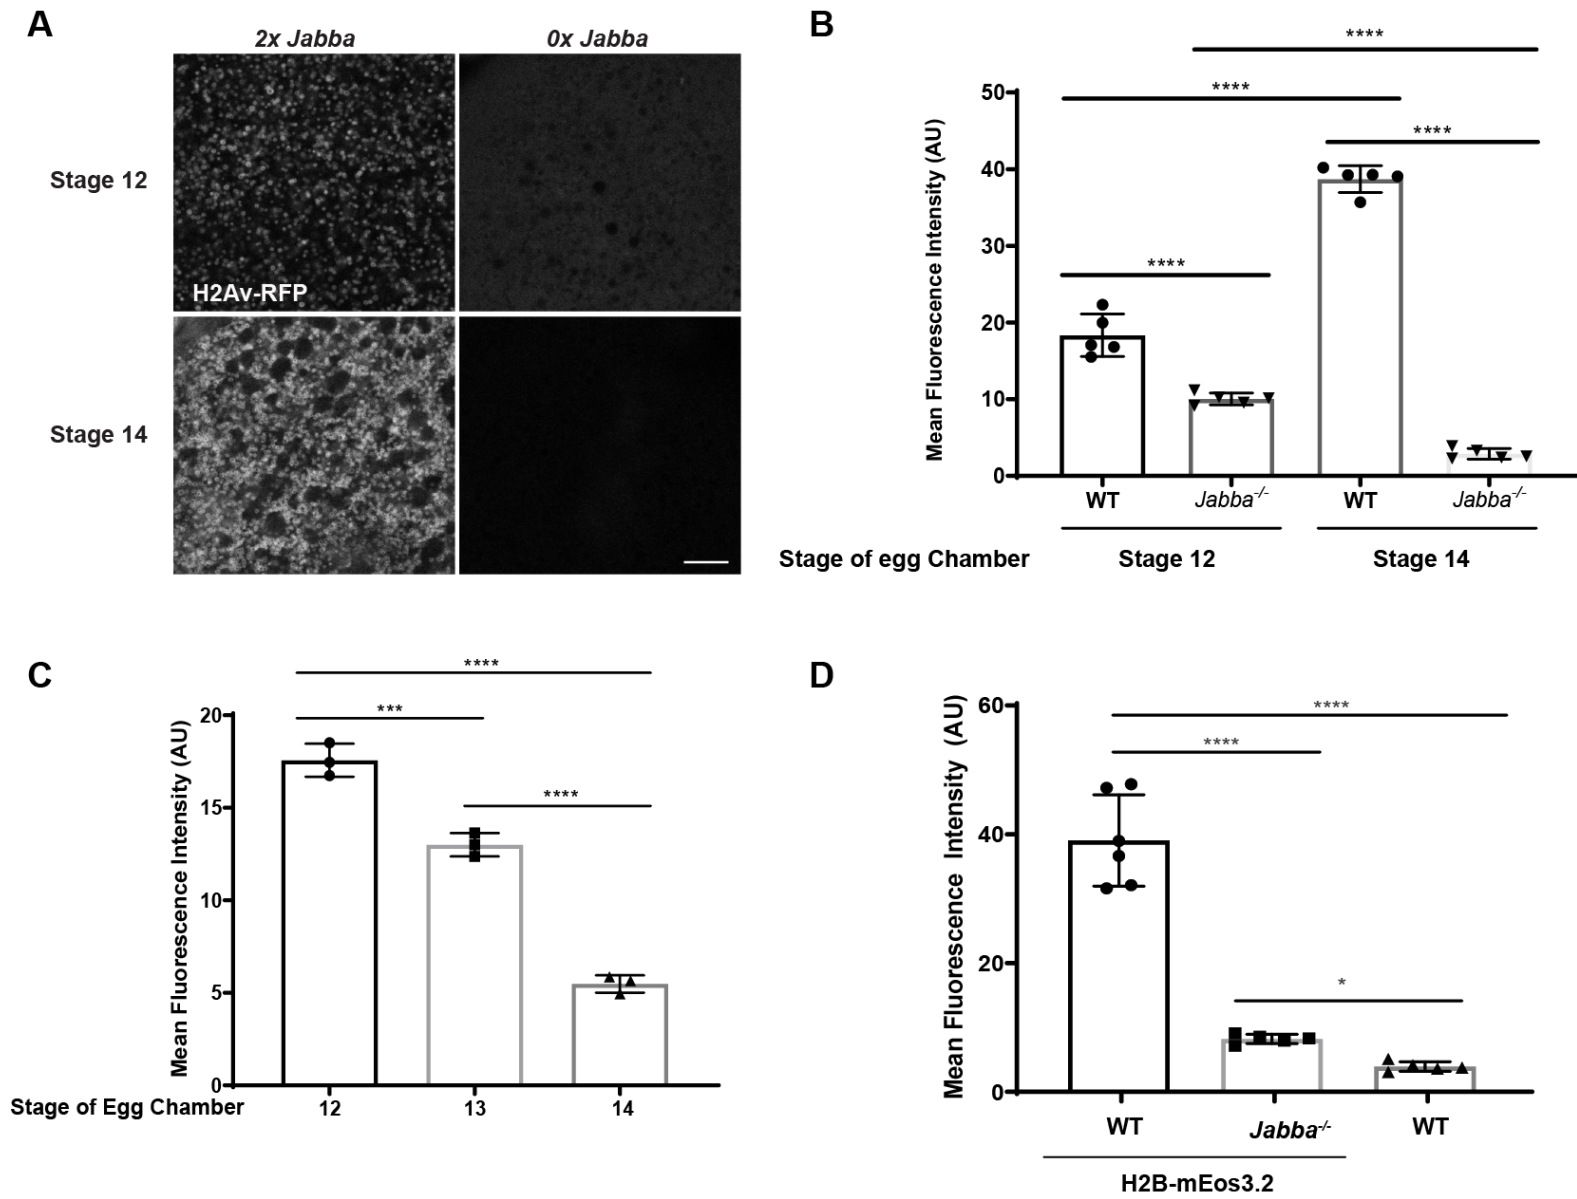 A
2x Jabba
0x Jabba
Stage 12
H2Av-RFP
Stage 14
B
****
****
****
****
Mean Fluorescence Intensity (AU)
50
40
30
20
10
0
WT
Jabba-/-
WT
Jabba-/-
Stage of egg Chamber
Stage 12
Stage 14
C
****
***
****
Mean Fluorescence Intensity (AU)
20
15
10
5
0
Stage of Egg Chamber
12
13
14
D
****
****
*
Mean Fluorescence Intensity (AU)
60
40
20
0
WT
Jabba-/-
WT
H2B-mEos3.2